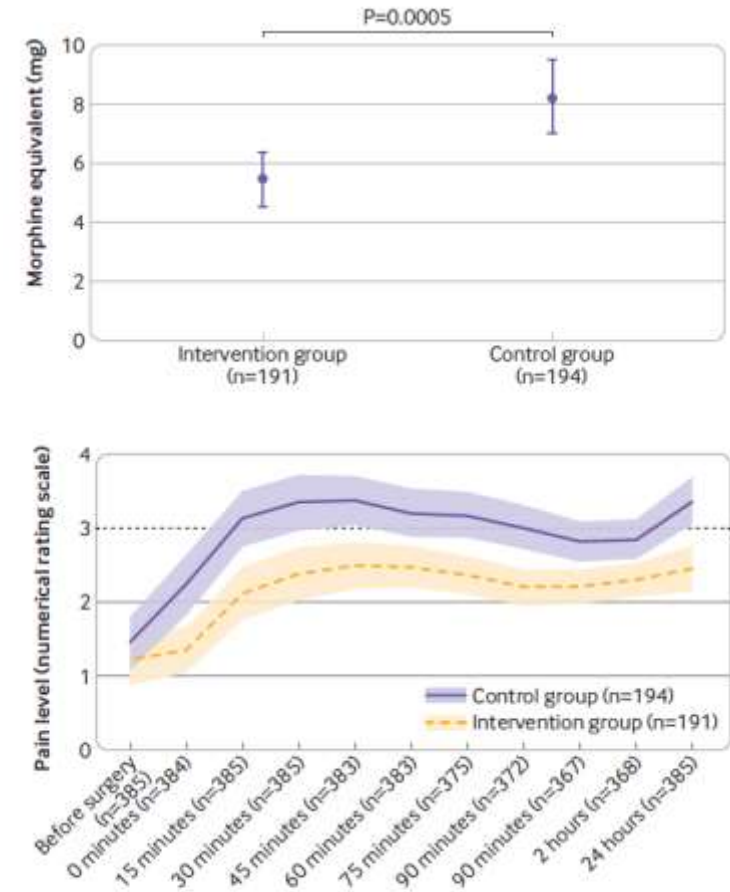 P=0.0005
Morphine equivalent (mg)
10
8
6
4
2
0
Intervention group
(n=191)
Control group
(n=194)
Pain level (numerical rating scale)
4
3
2
1
0
Control group (n=194)
Intervention group (n=191)
Before surgery
(n=385)
0 minutes (n=384)
15 minutes (n=385)
30 minutes (n=385)
45 minutes (n=383)
60 minutes (n=383)
75 minutes (n=375)
90 minutes (n=372)
90 minutes (n=367)
2 hours (n=368)
24 hours (n=385)